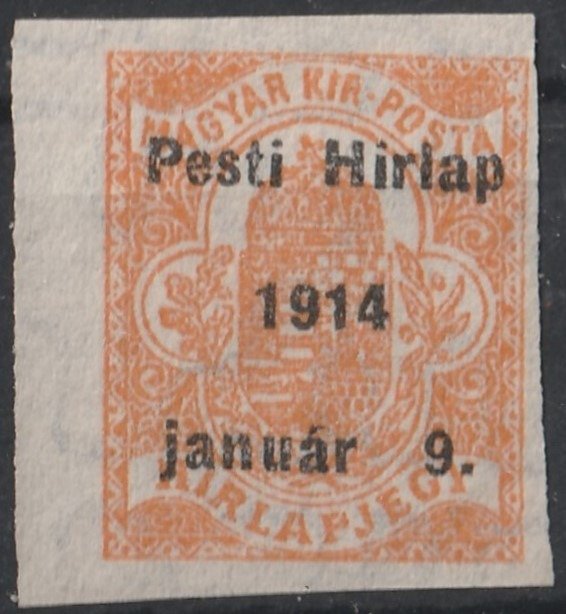 MAGYAR KIR. POSTA
Pesti Hirlap
1914
január 9.
HIRLAPJEGY